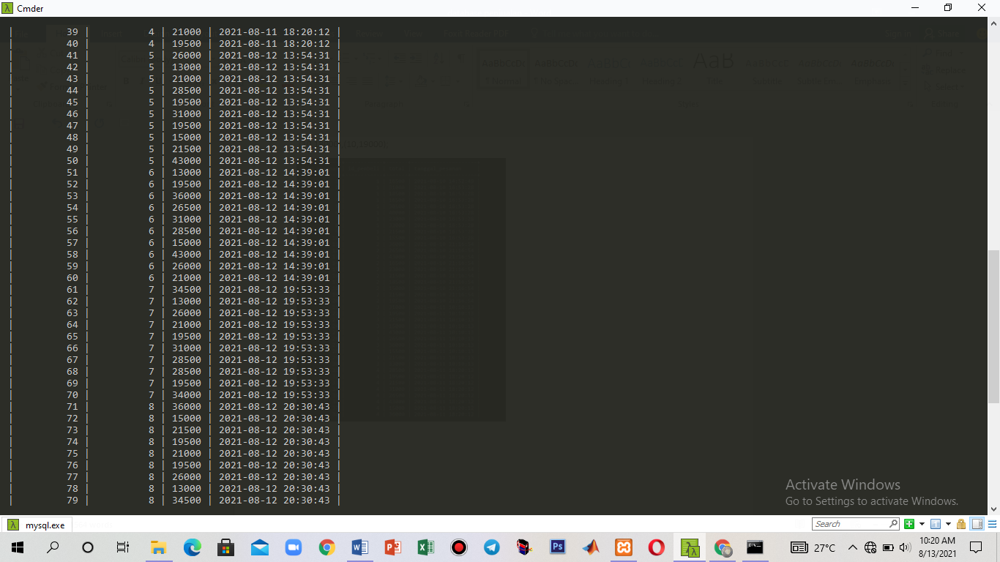 Cmder
| 39 | 4 | 21000 | 2021-08-11 18:20:12 |
| 40 | 4 | 19500 | 2021-08-11 18:20:12 |
| 41 | 5 | 26000 | 2021-08-12 13:54:31 |
| 42 | 5 | 13000 | 2021-08-12 13:54:31 |
| 43 | 5 | 21000 | 2021-08-12 13:54:31 |
| 44 | 5 | 28500 | 2021-08-12 13:54:31 |
| 45 | 5 | 19500 | 2021-08-12 13:54:31 |
| 46 | 5 | 31000 | 2021-08-12 13:54:31 |
| 47 | 5 | 19500 | 2021-08-12 13:54:31 |
| 48 | 5 | 15000 | 2021-08-12 13:54:31 |
| 49 | 5 | 21500 | 2021-08-12 13:54:31 |
| 50 | 5 | 43000 | 2021-08-12 13:54:31 |
| 51 | 6 | 13000 | 2021-08-12 14:39:01 |
| 52 | 6 | 19500 | 2021-08-12 14:39:01 |
| 53 | 6 | 36000 | 2021-08-12 14:39:01 |
| 54 | 6 | 26500 | 2021-08-12 14:39:01 |
| 55 | 6 | 31000 | 2021-08-12 14:39:01 |
| 56 | 6 | 28500 | 2021-08-12 14:39:01 |
| 57 | 6 | 15000 | 2021-08-12 14:39:01 |
| 58 | 6 | 43000 | 2021-08-12 14:39:01 |
| 59 | 6 | 26000 | 2021-08-12 14:39:01 |
| 60 | 6 | 21000 | 2021-08-12 14:39:01 |
| 61 | 7 | 34500 | 2021-08-12 19:53:33 |
| 62 | 7 | 13000 | 2021-08-12 19:53:33 |
| 63 | 7 | 26000 | 2021-08-12 19:53:33 |
| 64 | 7 | 21000 | 2021-08-12 19:53:33 |
| 65 | 7 | 19500 | 2021-08-12 19:53:33 |
| 66 | 7 | 31000 | 2021-08-12 19:53:33 |
| 67 | 7 | 28500 | 2021-08-12 19:53:33 |
| 68 | 7 | 28500 | 2021-08-12 19:53:33 |
| 69 | 7 | 19500 | 2021-08-12 19:53:33 |
| 70 | 7 | 34000 | 2021-08-12 19:53:33 |
| 71 | 8 | 36000 | 2021-08-12 20:30:43 |
| 72 | 8 | 15000 | 2021-08-12 20:30:43 |
| 73 | 8 | 21500 | 2021-08-12 20:30:43 |
| 74 | 8 | 19500 | 2021-08-12 20:30:43 |
| 75 | 8 | 21000 | 2021-08-12 20:30:43 |
| 76 | 8 | 19500 | 2021-08-12 20:30:43 |
| 77 | 8 | 26000 | 2021-08-12 20:30:43 |
| 78 | 8 | 13000 | 2021-08-12 20:30:43 |
| 79 | 8 | 34500 | 2021-08-12 20:30:43 |
Activate Windows
Go to Settings to activate Windows.
mysql.exe
Search
27°C
10:20 AM
8/13/2021